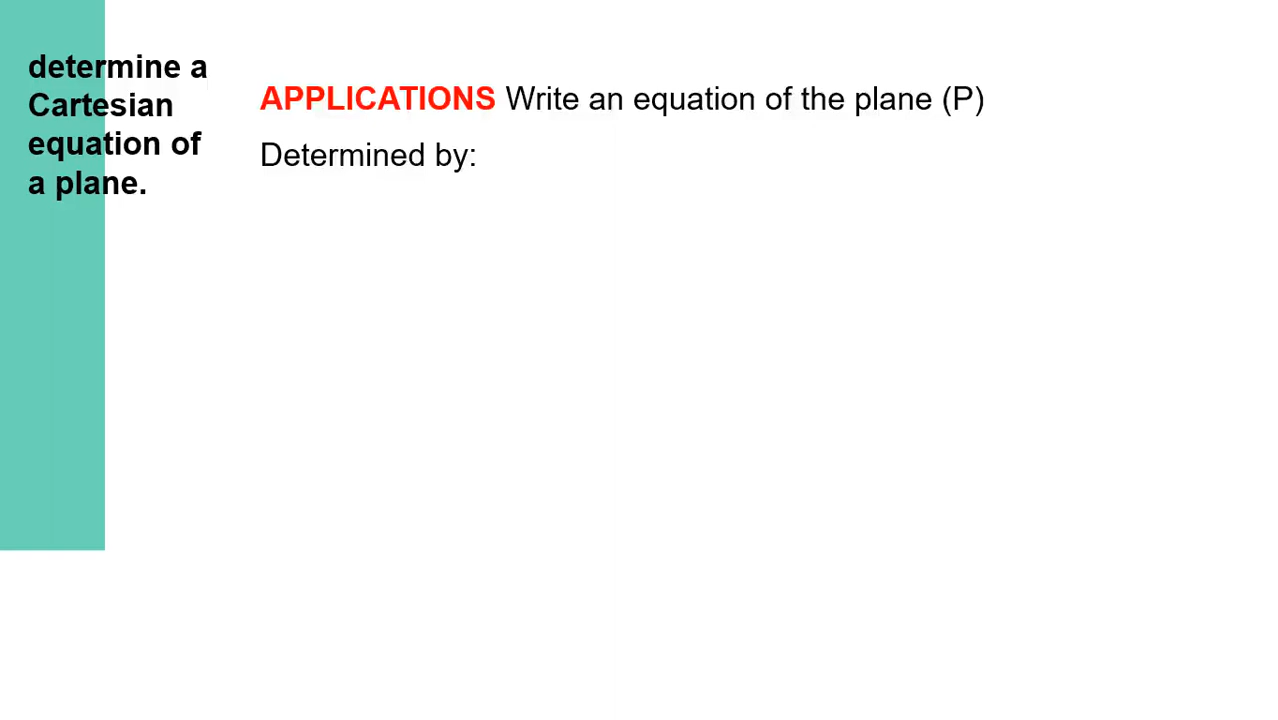 determine a
Cartesian
equation of
a plane.
APPLICATIONS Write an equation of the plane (P)
Determined by: